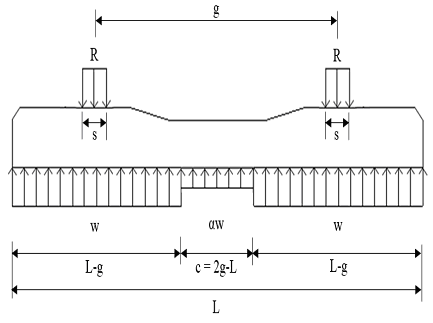 g
R R
s s
w αw w
L-g c = 2g-L L-g
L